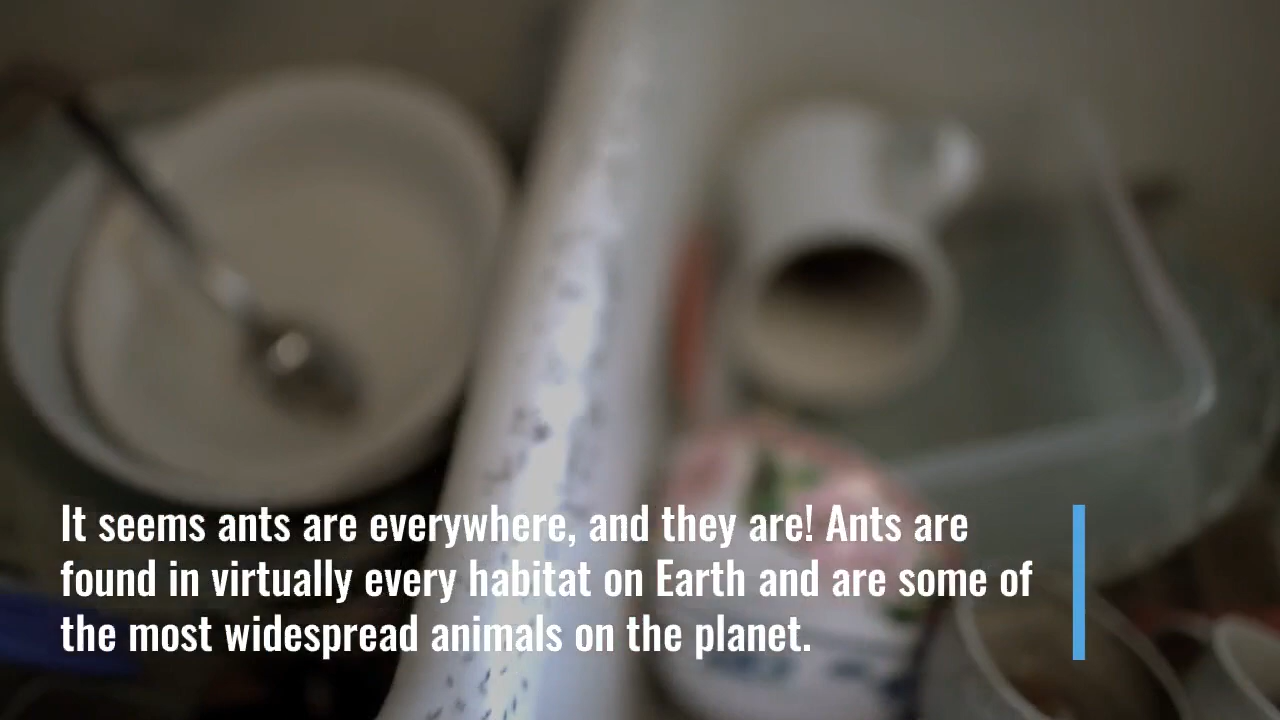 It seems ants are everywhere, and they are! Ants are
found in virtually every habitat on Earth and are some of
the most widespread animals on the planet.